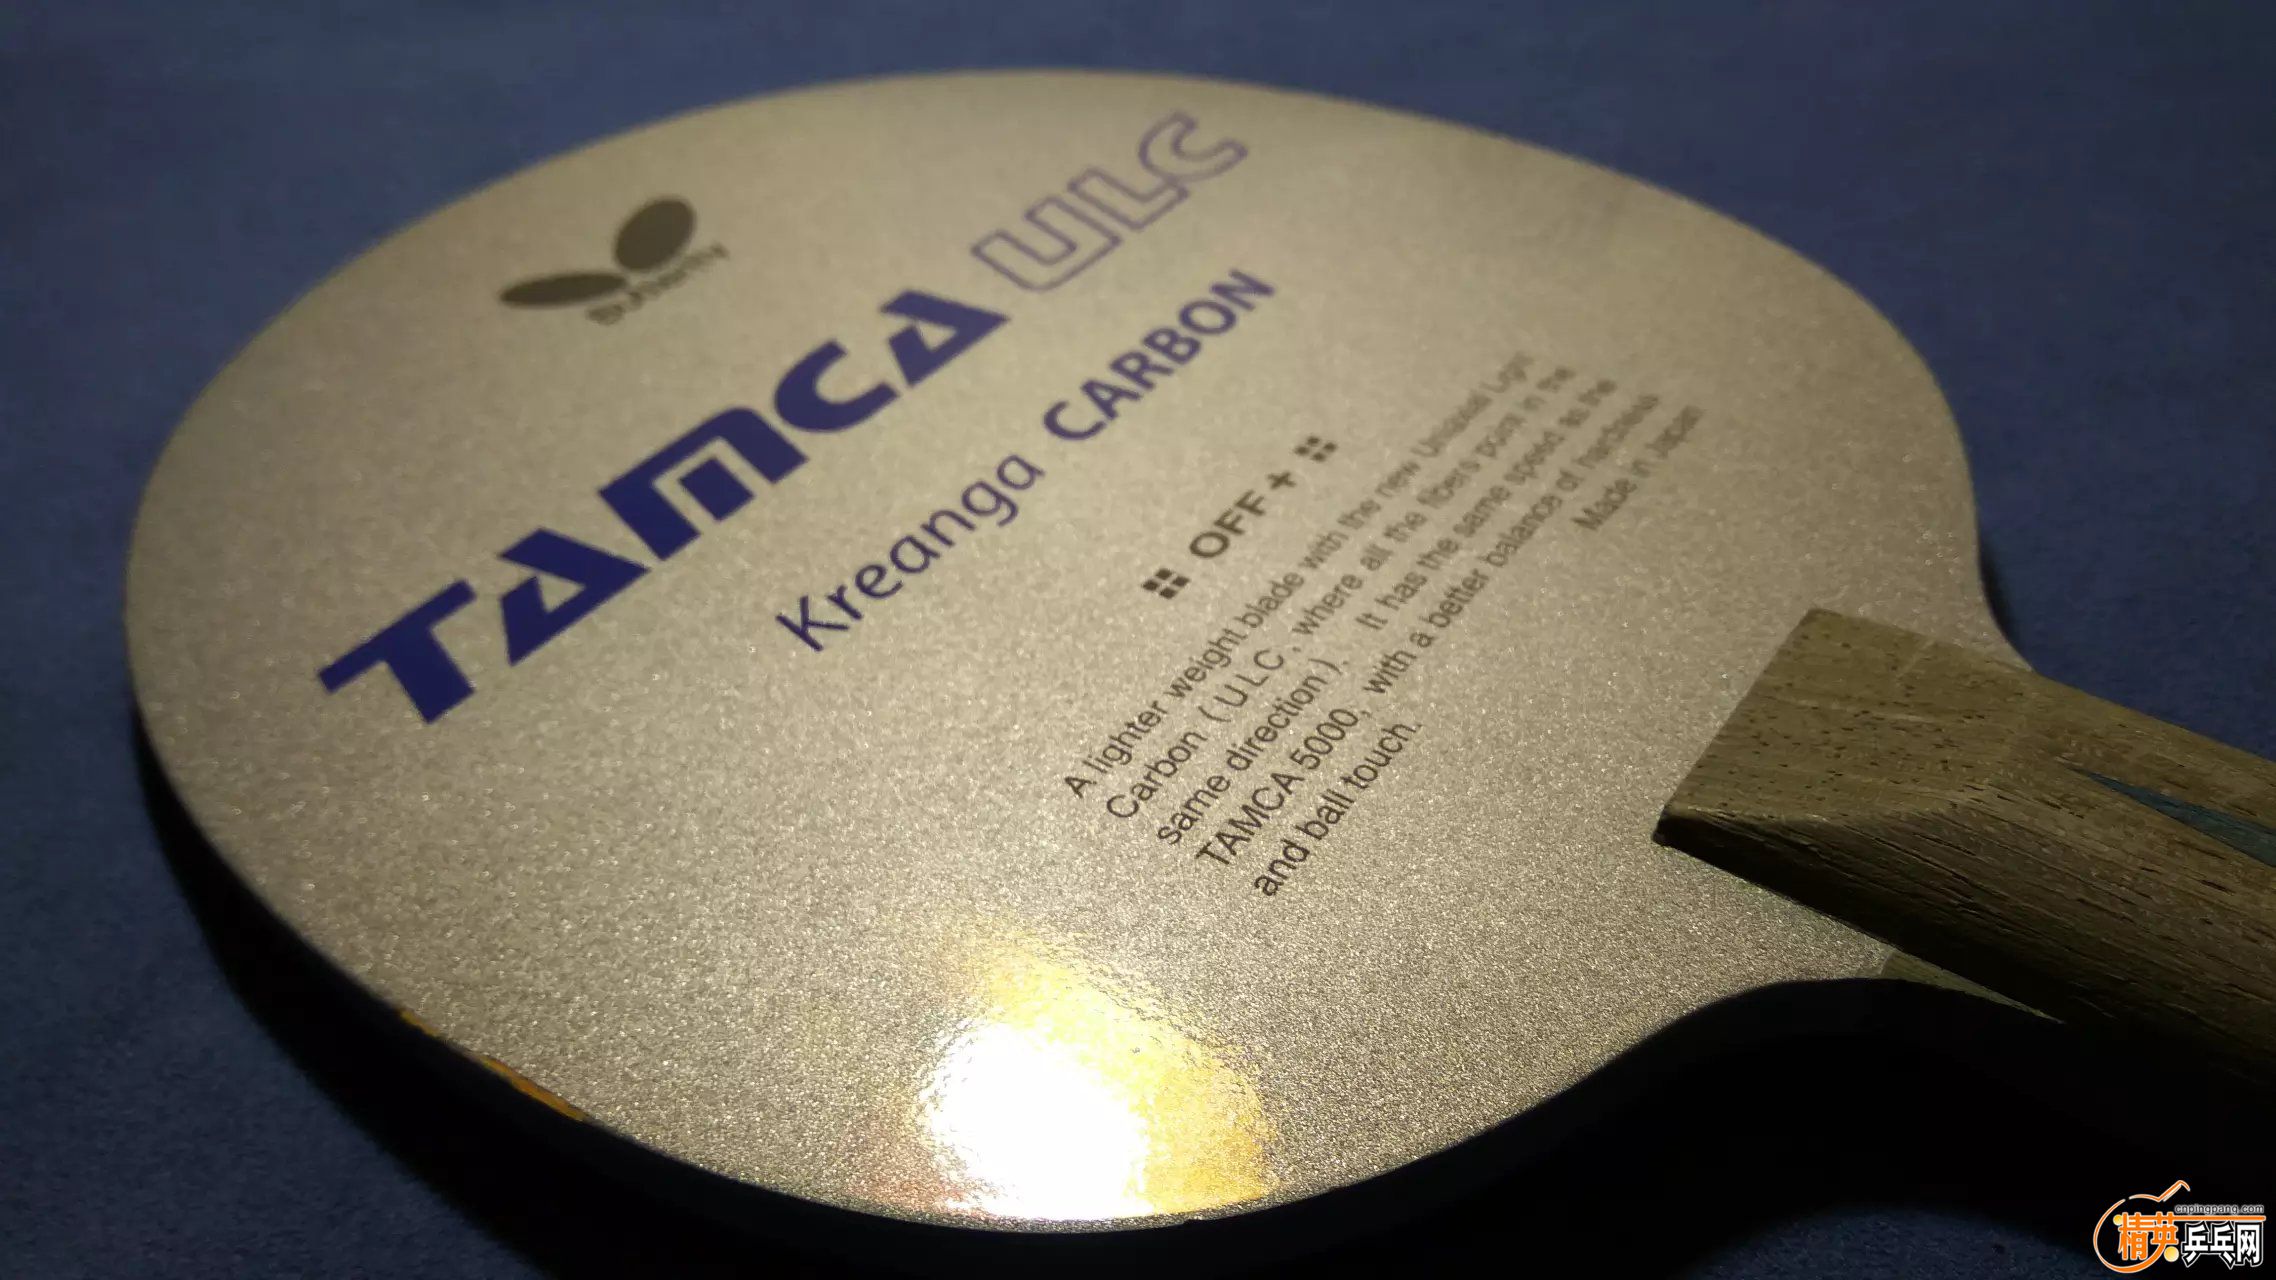 Butterfly
TAMCA ULC
Kreanga CARBON
OFF+
A lighter weight blade with the new Uniaxial Light
Carbon (ULC, where all the fibers point in the
same direction). It has the same speed as the
TAMCA 5000, with a better balance of hardness
and ball touch.
Made in Japan
cnpingpang.com
精英乒乓网